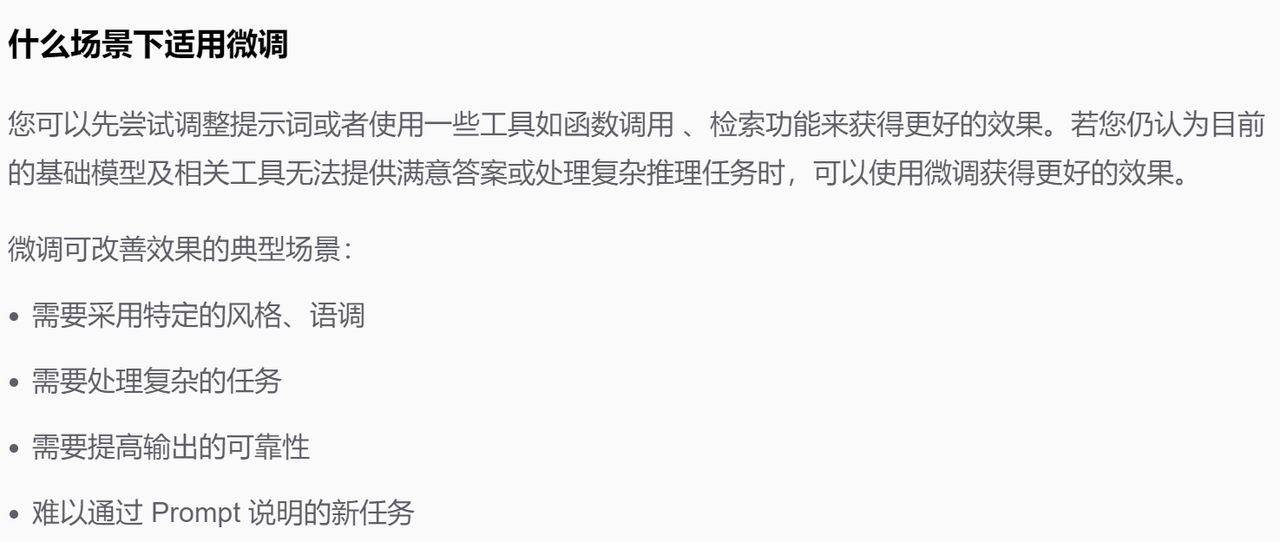 什么场景下适用微调
您可以先尝试调整提示词或者使用一些工具如函数调用 、检索功能来获得更好的效果。若您仍认为目前
的基础模型及相关工具无法提供满意答案或处理复杂推理任务时，可以使用微调获得更好的效果。
微调可改善效果的典型场景：
• 需要采用特定的风格、语调
• 需要处理复杂的任务
• 需要提高输出的可靠性
• 难以通过 Prompt 说明的新任务